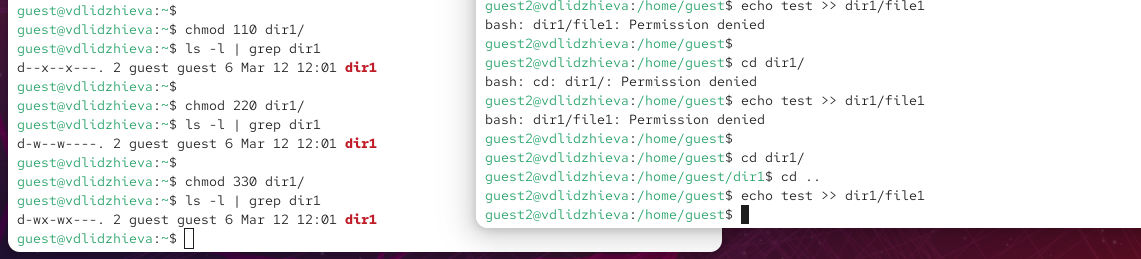 guest@vdlidzhieva:~$
guest@vdlidzhieva:~$ chmod 110 dir1/
guest@vdlidzhieva:~$ ls -l | grep dir1
d--x--x---. 2 guest guest 6 Mar 12 12:01 dir1
guest@vdlidzhieva:~$
guest@vdlidzhieva:~$ chmod 220 dir1/
guest@vdlidzhieva:~$ ls -l | grep dir1
d-w--w----. 2 guest guest 6 Mar 12 12:01 dir1
guest@vdlidzhieva:~$
guest@vdlidzhieva:~$ chmod 330 dir1/
guest@vdlidzhieva:~$ ls -l | grep dir1
d-wx-wx---. 2 guest guest 6 Mar 12 12:01 dir1
guest@vdlidzhieva:~$
guest2@vdlidzhieva:/home/guest$ echo test >> dir1/file1
bash: dir1/file1: Permission denied
guest2@vdlidzhieva:/home/guest$
guest2@vdlidzhieva:/home/guest$ cd dir1/
bash: cd: dir1/: Permission denied
guest2@vdlidzhieva:/home/guest$ echo test >> dir1/file1
bash: dir1/file1: Permission denied
guest2@vdlidzhieva:/home/guest$
guest2@vdlidzhieva:/home/guest$ cd dir1/
guest2@vdlidzhieva:/home/guest/dir1$ cd ..
guest2@vdlidzhieva:/home/guest$ echo test >> dir1/file1
guest2@vdlidzhieva:/home/guest$